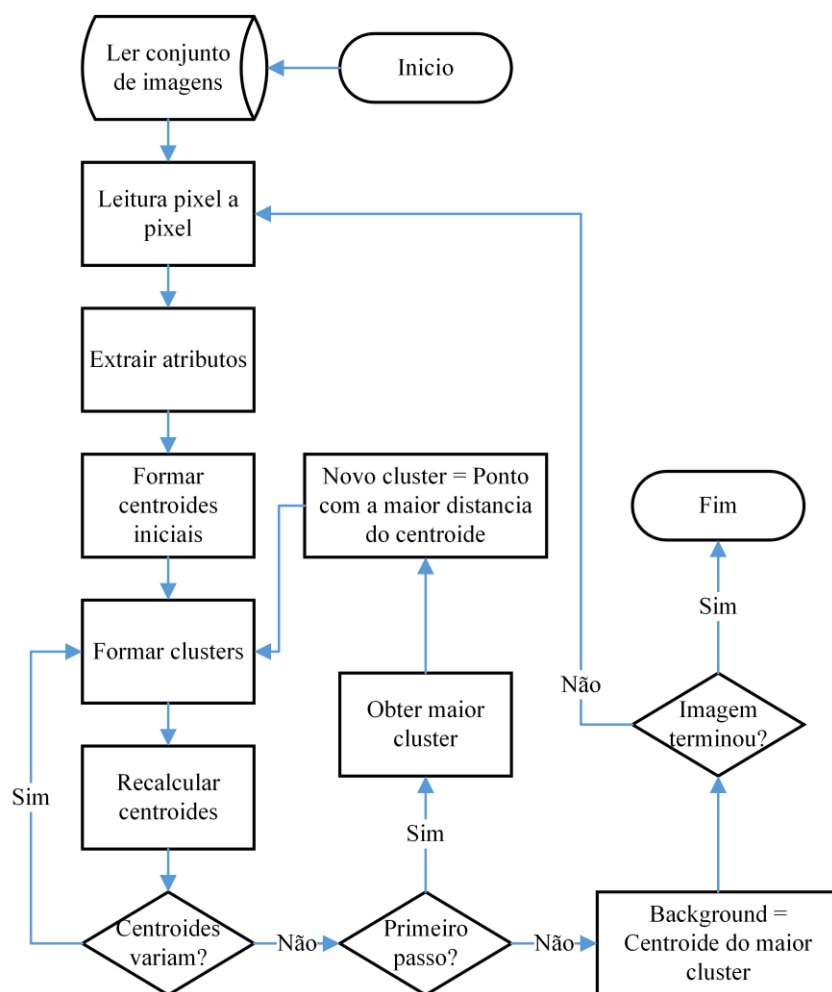 Ler conjunto
de imagens
Inicio
Leitura pixel a
pixel
Extrair atributos
Formar
centroides
iniciais
Novo cluster = Ponto
com a maior distancia
do centroide
Fim
Sim
Formar clusters
Não
Obter maior
cluster
Imagem
terminou?
Sim
Recalcular
centroides
Sim
Centroides
variam?
Não
Primeiro
passo?
Não
Background =
Centroide do maior
cluster